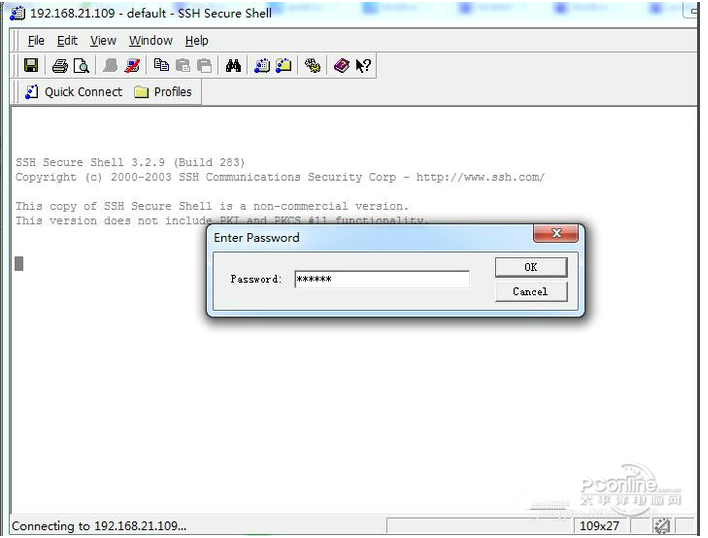 192.168.21.109 - default - SSH Secure Shell
File Edit View Window Help
Quick Connect Profiles
SSH Secure Shell 3.2.9 (Build 283)
Copyright (c) 2000-2003 SSH Communications Security Corp - http://www.ssh.com/
This copy of SSH Secure Shell is a non-commercial version.
This version does not include PKI and PKCS #11 functionality.
Enter Password
Password: ******
OK
Cancel
PConline.com.cn
太平洋电脑网
Connecting to 192.168.21.109... 109x27